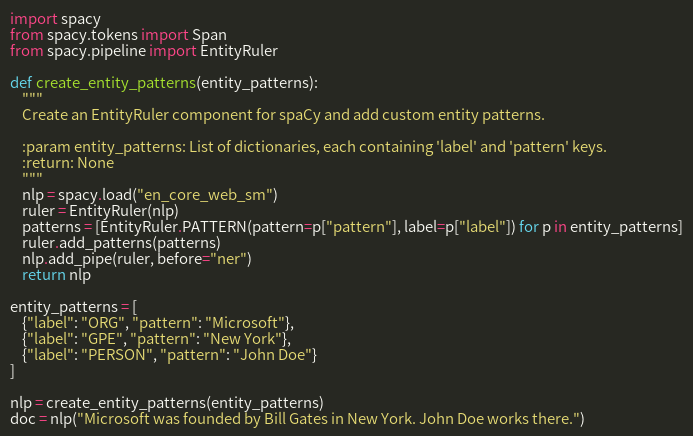 import spacy
from spacy.tokens import Span
from spacy.pipeline import EntityRuler

def create_entity_patterns(entity_patterns):
    """
    Create an EntityRuler component for spaCy and add custom entity patterns.

    :param entity_patterns: List of dictionaries, each containing 'label' and 'pattern' keys.
    :return: None
    """
    nlp = spacy.load("en_core_web_sm")
    ruler = EntityRuler(nlp)
    patterns = [EntityRuler.PATTERN(pattern=p["pattern"], label=p["label"]) for p in entity_patterns]
    ruler.add_patterns(patterns)
    nlp.add_pipe(ruler, before="ner")
    return nlp

entity_patterns = [
    {"label": "ORG", "pattern": "Microsoft"},
    {"label": "GPE", "pattern": "New York"},
    {"label": "PERSON", "pattern": "John Doe"}
]

nlp = create_entity_patterns(entity_patterns)
doc = nlp("Microsoft was founded by Bill Gates in New York. John Doe works there.")